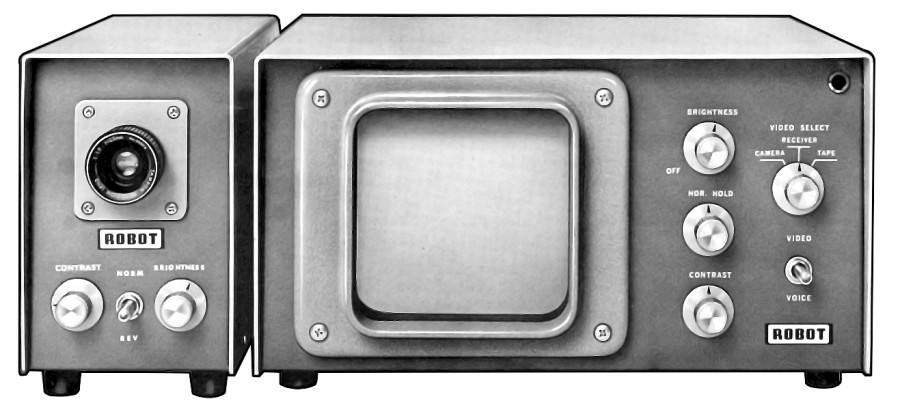 ROBOT
CONTRAST
NORM
BRIGHTNESS
REV
BRIGHTNESS
OFF
HOR. HOLD
CONTRAST
VIDEO SELECT
RECEIVER
CAMERA
TAPE
VIDEO
VOICE
ROBOT